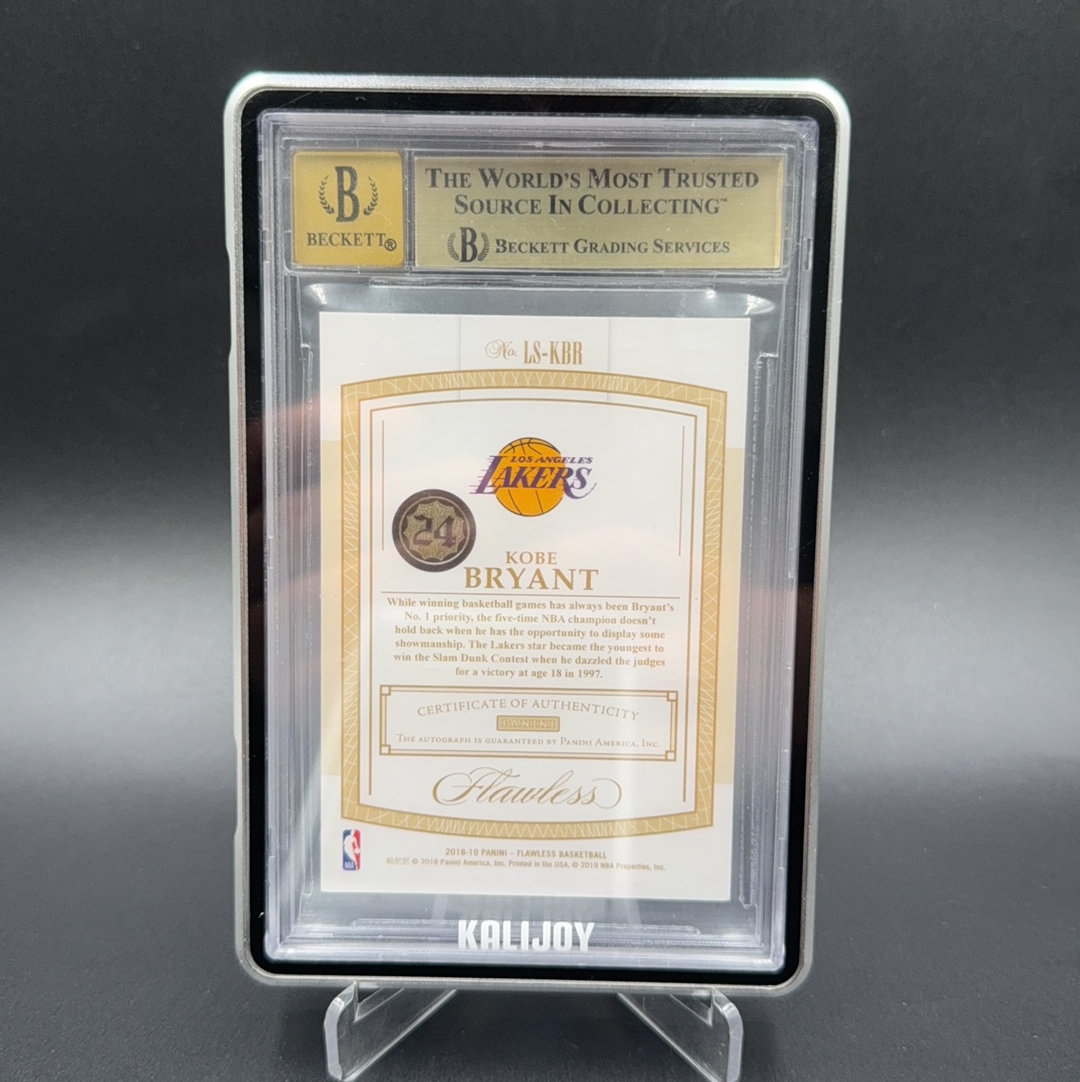 B
BECKETT®
THE WORLD'S MOST TRUSTED
SOURCE IN COLLECTING™
B BECKETT GRADING SERVICES
No. LS-KBR
LOS ANGELES
LAKERS
24
KOBE
BRYANT
While winning basketball games has always been Bryant's
No. 1 priority, the five-time NBA champion doesn't
hold back when he has the opportunity to display some
showmanship. The Lakers star became the youngest to
win the Slam Dunk Contest when he dazzled the judges
for a victory at age 18 in 1997.
CERTIFICATE OF AUTHENTICITY
PANINI
THE AUTOGRAPH IS GUARANTEED BY PANINI AMERICA, INC.
Flawless
NBA
2018-19 PANINI – FLAWLESS BASKETBALL
© 2018 Panini America, Inc. Printed in the USA. © 2019 NBA Properties, Inc.
KALIJOY